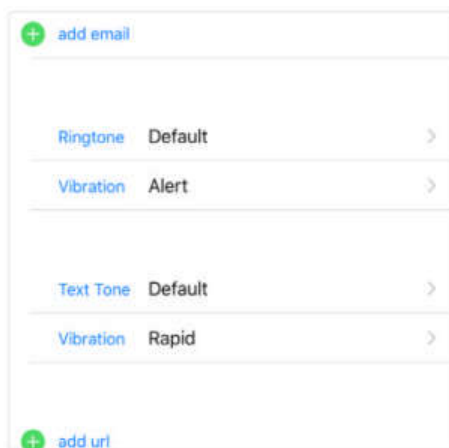 add email
Ringtone Default
Vibration Alert
Text Tone Default
Vibration Rapid
add url